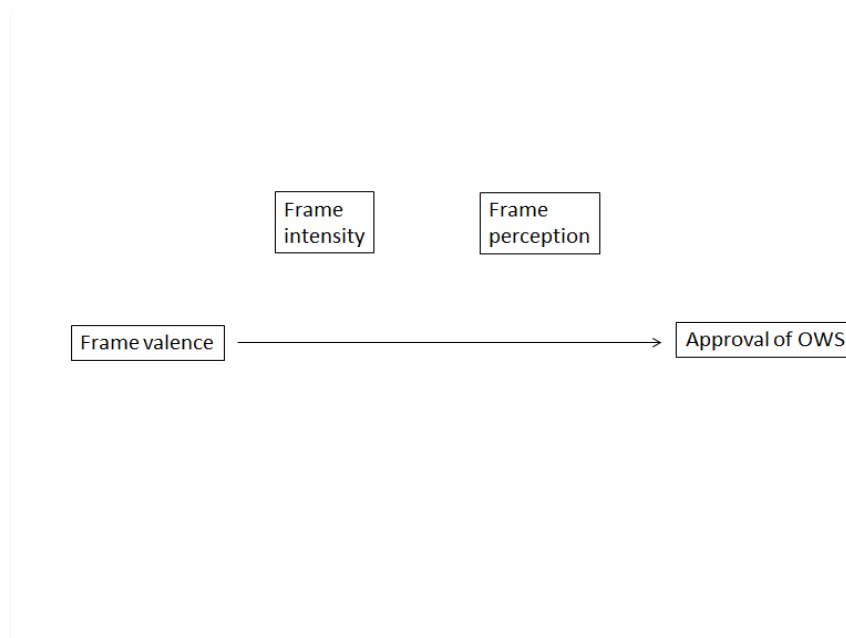 Frame
intensity
Frame
perception
Frame valence
Approval of OWS